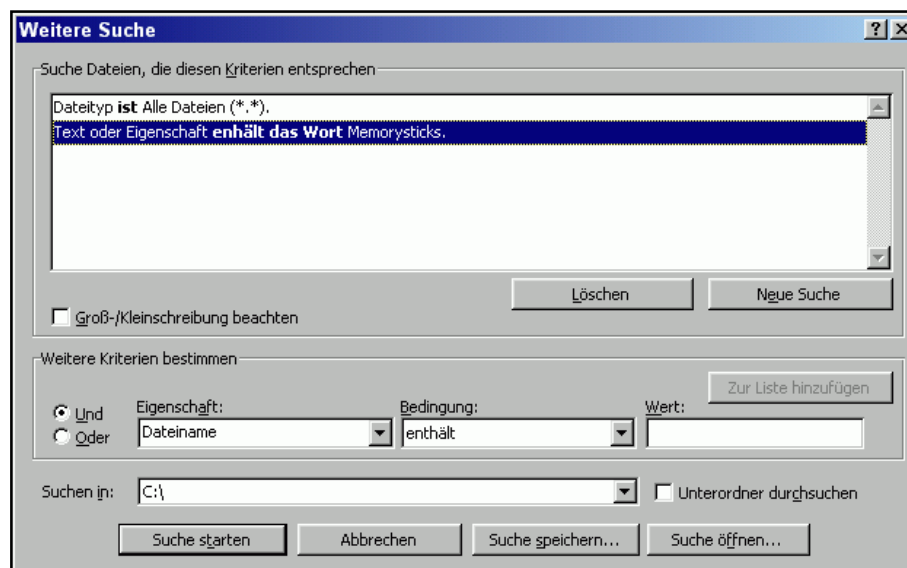 Weitere Suche
Suche Dateien, die diesen Kriterien entsprechen
Dateityp ist Alle Dateien (*.*).
Text oder Eigenschaft enhält das Wort Memorysticks.
Löschen
Neue Suche
Groß-/Kleinschreibung beachten
Weitere Kriterien bestimmen
Zur Liste hinzufügen
Und
Oder
Eigenschaft:
Dateiname
Bedingung:
enthält
Wert:
Suchen in:
C:\
Unterordner durchsuchen
Suche starten
Abbrechen
Suche speichern...
Suche öffnen...